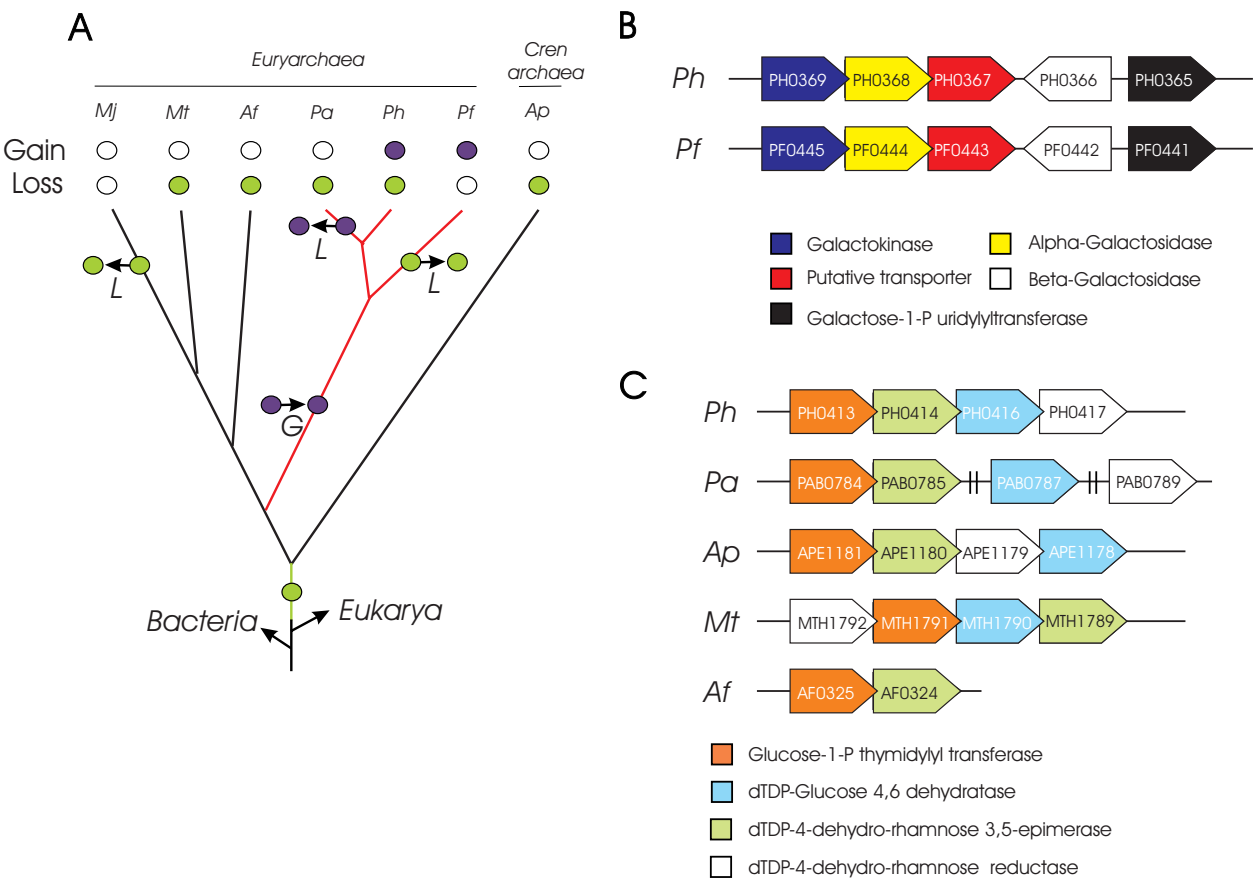 A
Euryarchaea
Cren
archaea
Mj Mt Af Pa Ph Pf Ap
Gain
Loss
L
L
L
G
Bacteria
Eukarya
B
Ph PH0369 PH0368 PH0367 PH0366 PH0365
Pf PF0445 PF0444 PF0443 PF0442 PF0441
Galactokinase
Alpha-Galactosidase
Putative transporter
Beta-Galactosidase
Galactose-1-P uridylyltransferase
C
Ph PH0413 PH0414 PH0416 PH0417
Pa PAB0784 PAB0785 PAB0787 PAB0789
Ap APE1181 APE1180 APE1179 APE1178
Mt MTH1792 MTH1791 MTH1790 MTH1789
Af AF0325 AF0324
Glucose-1-P thymidylyl transferase
dTDP-Glucose 4,6 dehydratase
dTDP-4-dehydro-rhamnose 3,5-epimerase
dTDP-4-dehydro-rhamnose reductase